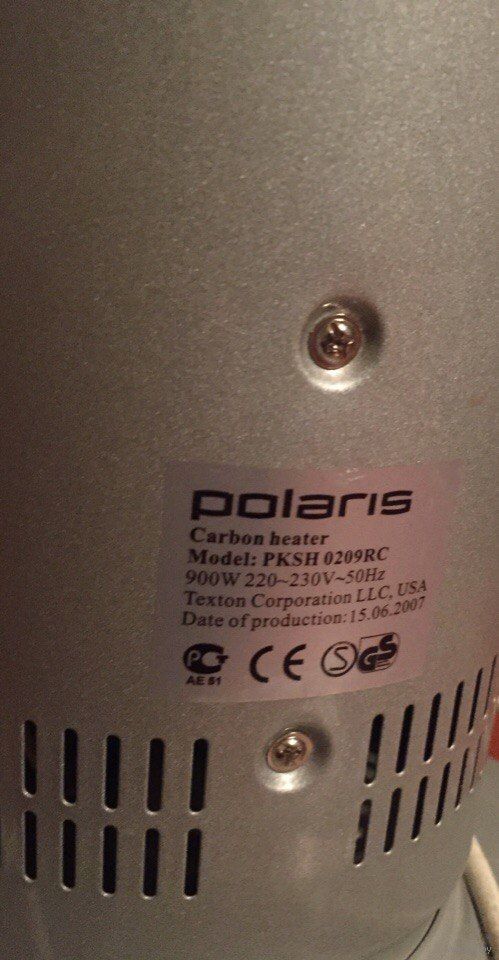 polaris
Carbon heater
Model: PKSH 0209RC
900W 220~230V~50Hz
Texton Corporation LLC, USA
Date of production:15.06.2007
AE 81
CE
S
GS